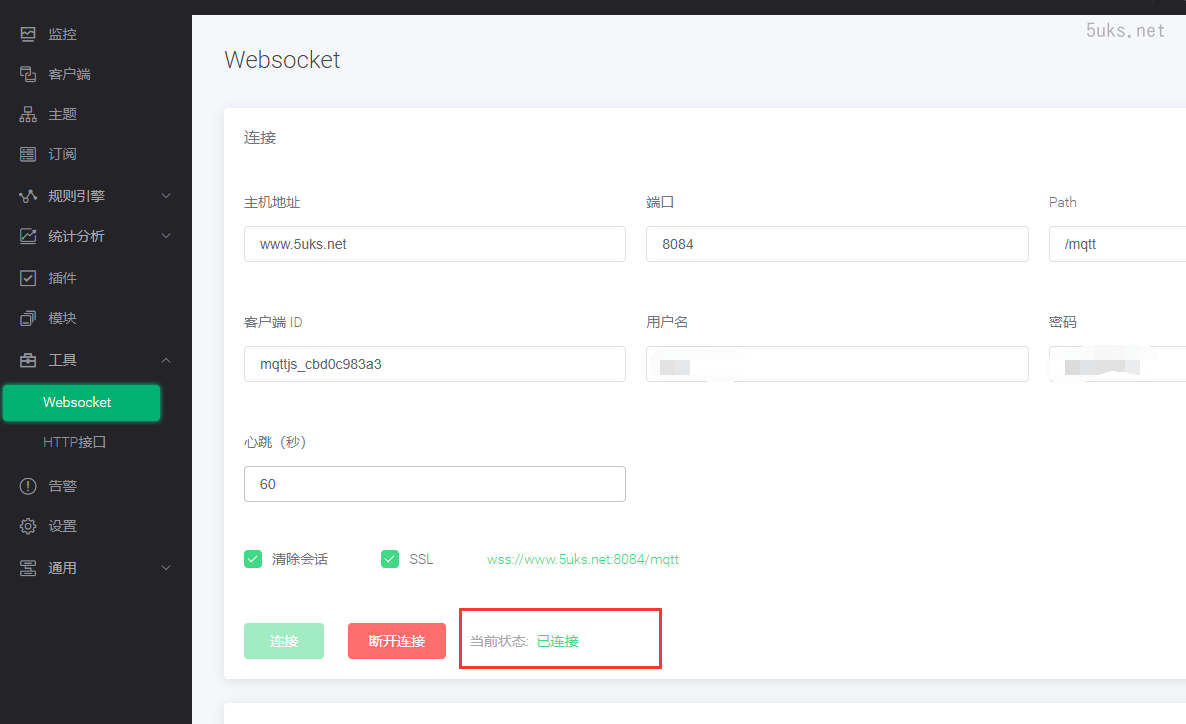 5uks.net
监控
客户端
主题
订阅
规则引擎
统计分析
插件
模块
工具
Websocket
HTTP接口
告警
设置
通用
Websocket
连接
主机地址 端口 Path
www.5uks.net 8084 /mqtt
客户端 ID 用户名 密码
mqttjs_cbd0c983a3
心跳（秒）
60
清除会话 SSL wss://www.5uks.net:8084/mqtt
连接 断开连接 当前状态: 已连接